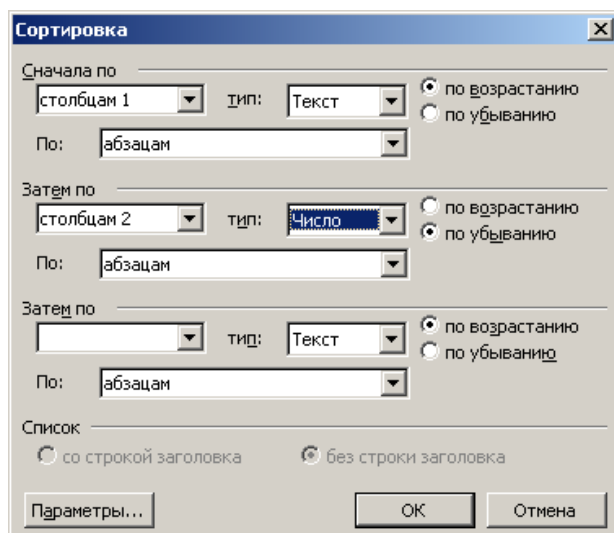 Сортировка
Сначала по
столбцам 1 тип: Текст по возрастанию
по убыванию
По: абзацам
Затем по
столбцам 2 тип: Число по возрастанию
по убыванию
По: абзацам
Затем по
тип: Текст по возрастанию
по убыванию
По: абзацам
Список
со строкой заголовка без строки заголовка
Параметры... ОК Отмена